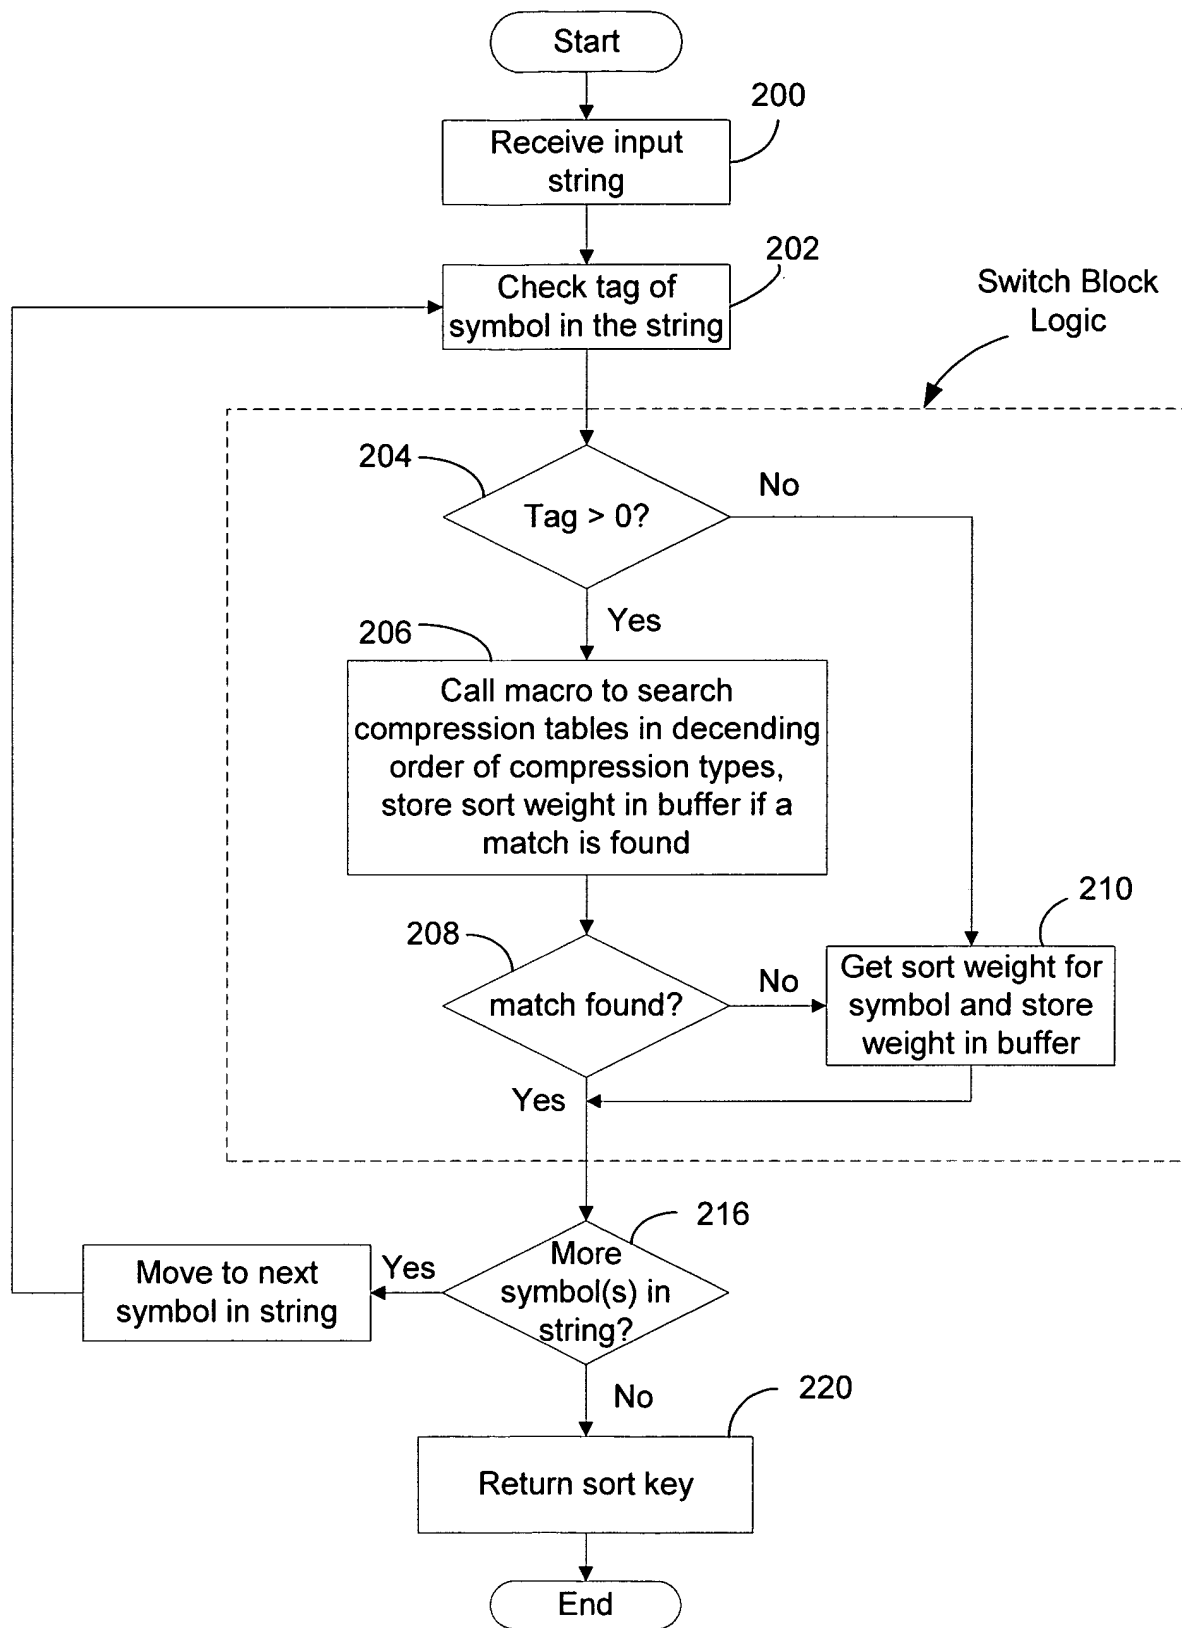 Start
200
Receive input
string
202
Check tag of
symbol in the string
Switch Block
Logic
204
Tag > 0?
No
Yes
206
Call macro to search
compression tables in decending
order of compression types,
store sort weight in buffer if a
match is found
208
match found?
No
210
Get sort weight for
symbol and store
weight in buffer
Yes
216
More
symbol(s) in
string?
Yes
Move to next
symbol in string
No
220
Return sort key
End